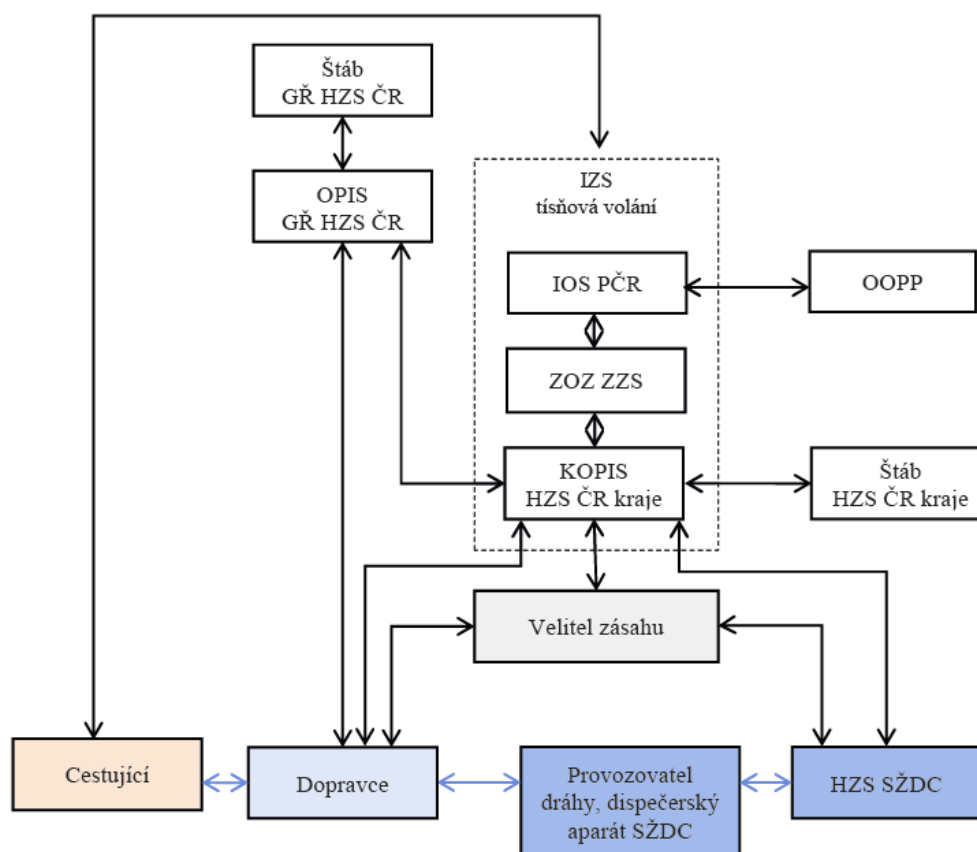 Štáb
GŘ HZS ČR
OPIS
GŘ HZS ČR
IZS
tísňová volání
IOS PČR
OOPP
ZOZ ZZS
KOPIS
HZS ČR kraje
Štáb
HZS ČR kraje
Velitel zásahu
Cestující
Dopravce
Provozovatel
dráhy, dispečerský
aparát SŽDC
HZS SŽDC